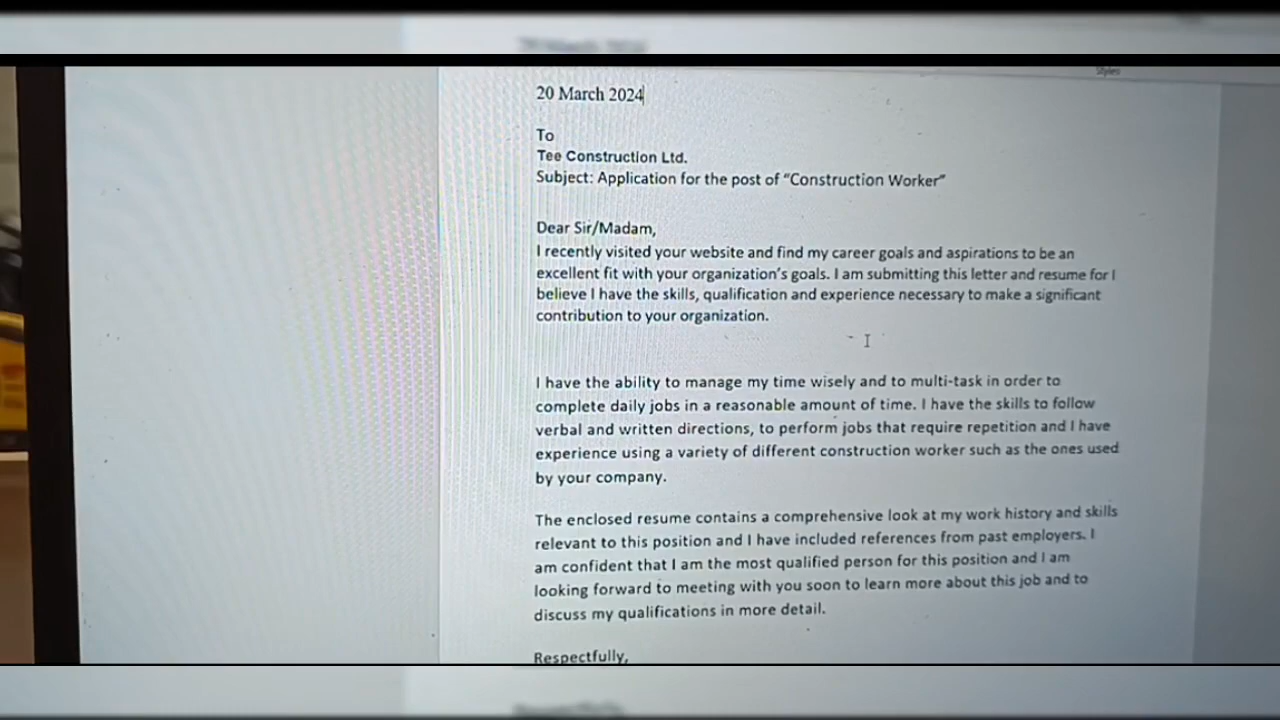 Styles
20 March 2024
To
Tee Construction Ltd.
Subject: Application for the post of “Construction Worker”
Dear Sir/Madam,
I recently visited your website and find my career goals and aspirations to be an
excellent fit with your organization’s goals. I am submitting this letter and resume for I
believe I have the skills, qualification and experience necessary to make a significant
contribution to your organization.
I have the ability to manage my time wisely and to multi-task in order to
complete daily jobs in a reasonable amount of time. I have the skills to follow
verbal and written directions, to perform jobs that require repetition and I have
experience using a variety of different construction worker such as the ones used
by your company.
The enclosed resume contains a comprehensive look at my work history and skills
relevant to this position and I have included references from past employers. I
am confident that I am the most qualified person for this position and I am
looking forward to meeting with you soon to learn more about this job and to
discuss my qualifications in more detail.
Respectfully,